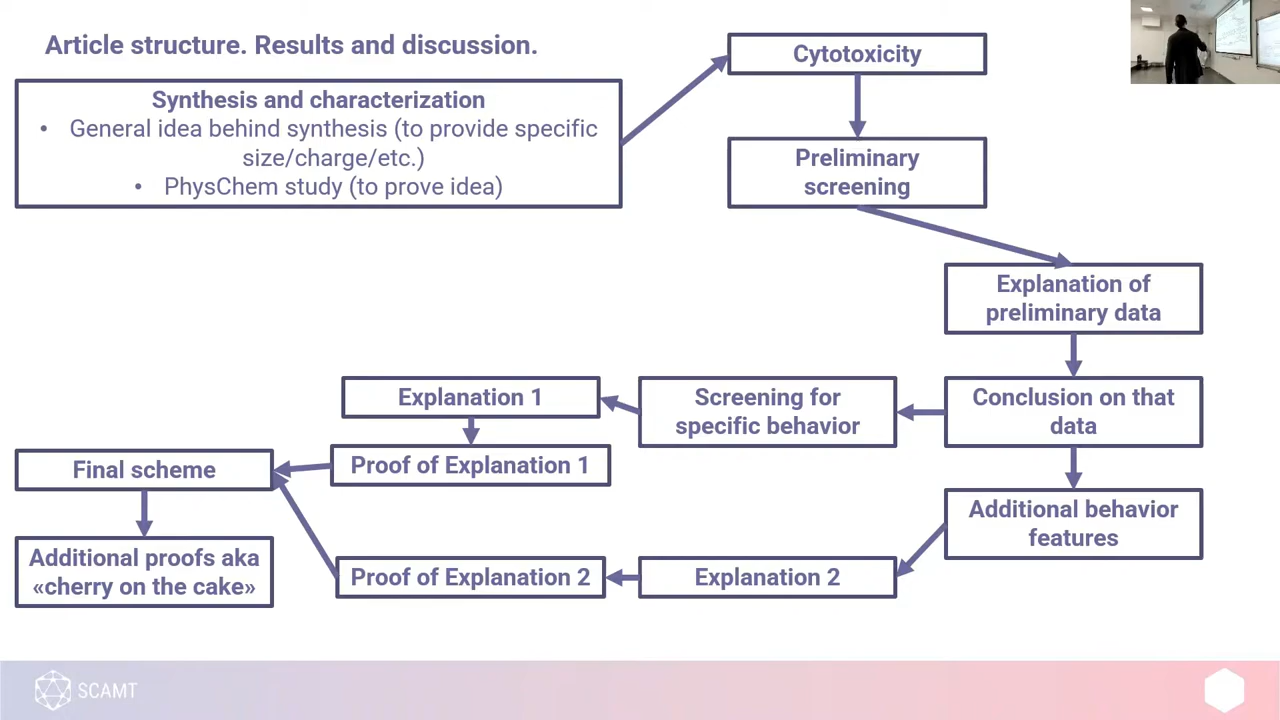 Article structure. Results and discussion.
Synthesis and characterization
• General idea behind synthesis (to provide specific
size/charge/etc.)
• PhysChem study (to prove idea)
Cytotoxicity
Preliminary
screening
Explanation of
preliminary data
Conclusion on that
data
Screening for
specific behavior
Explanation 1
Proof of Explanation 1
Additional behavior
features
Explanation 2
Proof of Explanation 2
Final scheme
Additional proofs aka
«cherry on the cake»
SCAMT